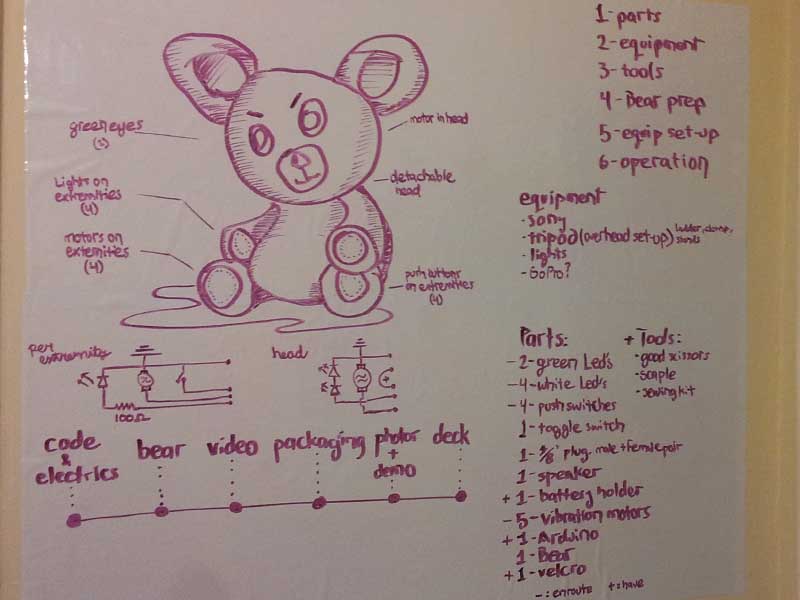 1-parts
2-equipment
3-tools
4-Bear prep
5-equip set-up
6-operation
green eyes
(2)
Lights on
extremities
(4)
motors on
extemities
(4)
motor in head
detachable
head
push buttons
on extremities
(4)
equipment
- sony
- tripod (overhead set-up) ladder, clamp,
stands
- lights
- GoPro?
per
extremity
100Ω
head
code
&
electrics
bear
video
packaging
photos
+
demo
deck
Parts:
- 2-green Led's
- 4-white Led's
- 4-pushswitches
1-toggle switch
1- 3/8" plug. male + female pair
1-speaker
+ 1-battery holder
- 5-vibration motors
+ 1-Arduino
1-Bear
+ 1-velcro
- : enroute + : have
+ Tools:
- good scissors
- scaple
- sewing kit